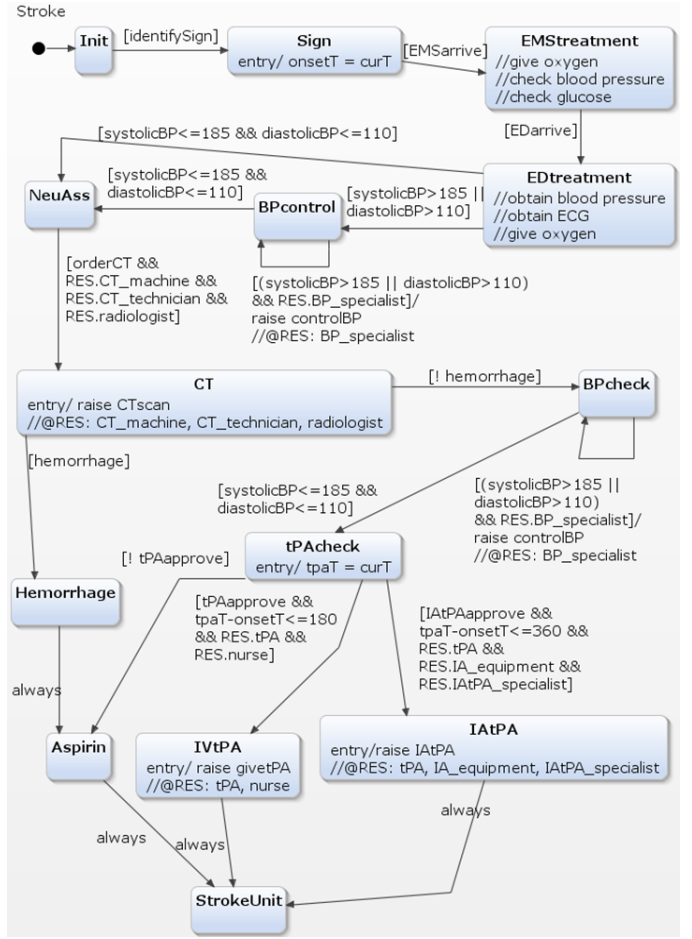 Stroke
Init
[identifySign]
Sign
entry/ onsetT = curT
[EMSarrive]
EMStreatment
//give oxygen
//check blood pressure
//check glucose
[EDarrive]
[systolicBP<=185 && diastolicBP<=110]
EDtreatment
//obtain blood pressure
//obtain ECG
//give oxygen
NeuAss
[systolicBP<=185 &&
diastolicBP<=110]
BPcontrol
[systolicBP>185 ||
diastolicBP>110]
[orderCT &&
RES.CT_machine &&
RES.CT_technician &&
RES.radiologist]
[(systolicBP>185 || diastolicBP>110)
&& RES.BP_specialist]/
raise controlBP
//@RES: BP_specialist
CT
entry/ raise CTscan
//@RES: CT_machine, CT_technician, radiologist
[! hemorrhage]
BPcheck
[hemorrhage]
[systolicBP<=185 &&
diastolicBP<=110]
[(systolicBP>185 ||
diastolicBP>110)
&& RES.BP_specialist]/
raise controlBP
//@RES: BP_specialist
tPAcheck
entry/ tpaT = curT
[! tPAapprove]
Hemorrhage
[tPAapprove &&
tpaT-onsetT<=180
&& RES.tPA &&
RES.nurse]
[IAtPAapprove &&
tpaT-onsetT<=360 &&
RES.tPA &&
RES.IA_equipment &&
RES.IAtPA_specialist]
always
Aspirin
IVtPA
entry/ raise givetPA
//@RES: tPA, nurse
IAtPA
entry/raise IAtPA
//@RES: tPA, IA_equipment, IAtPA_specialist
always
always
always
StrokeUnit